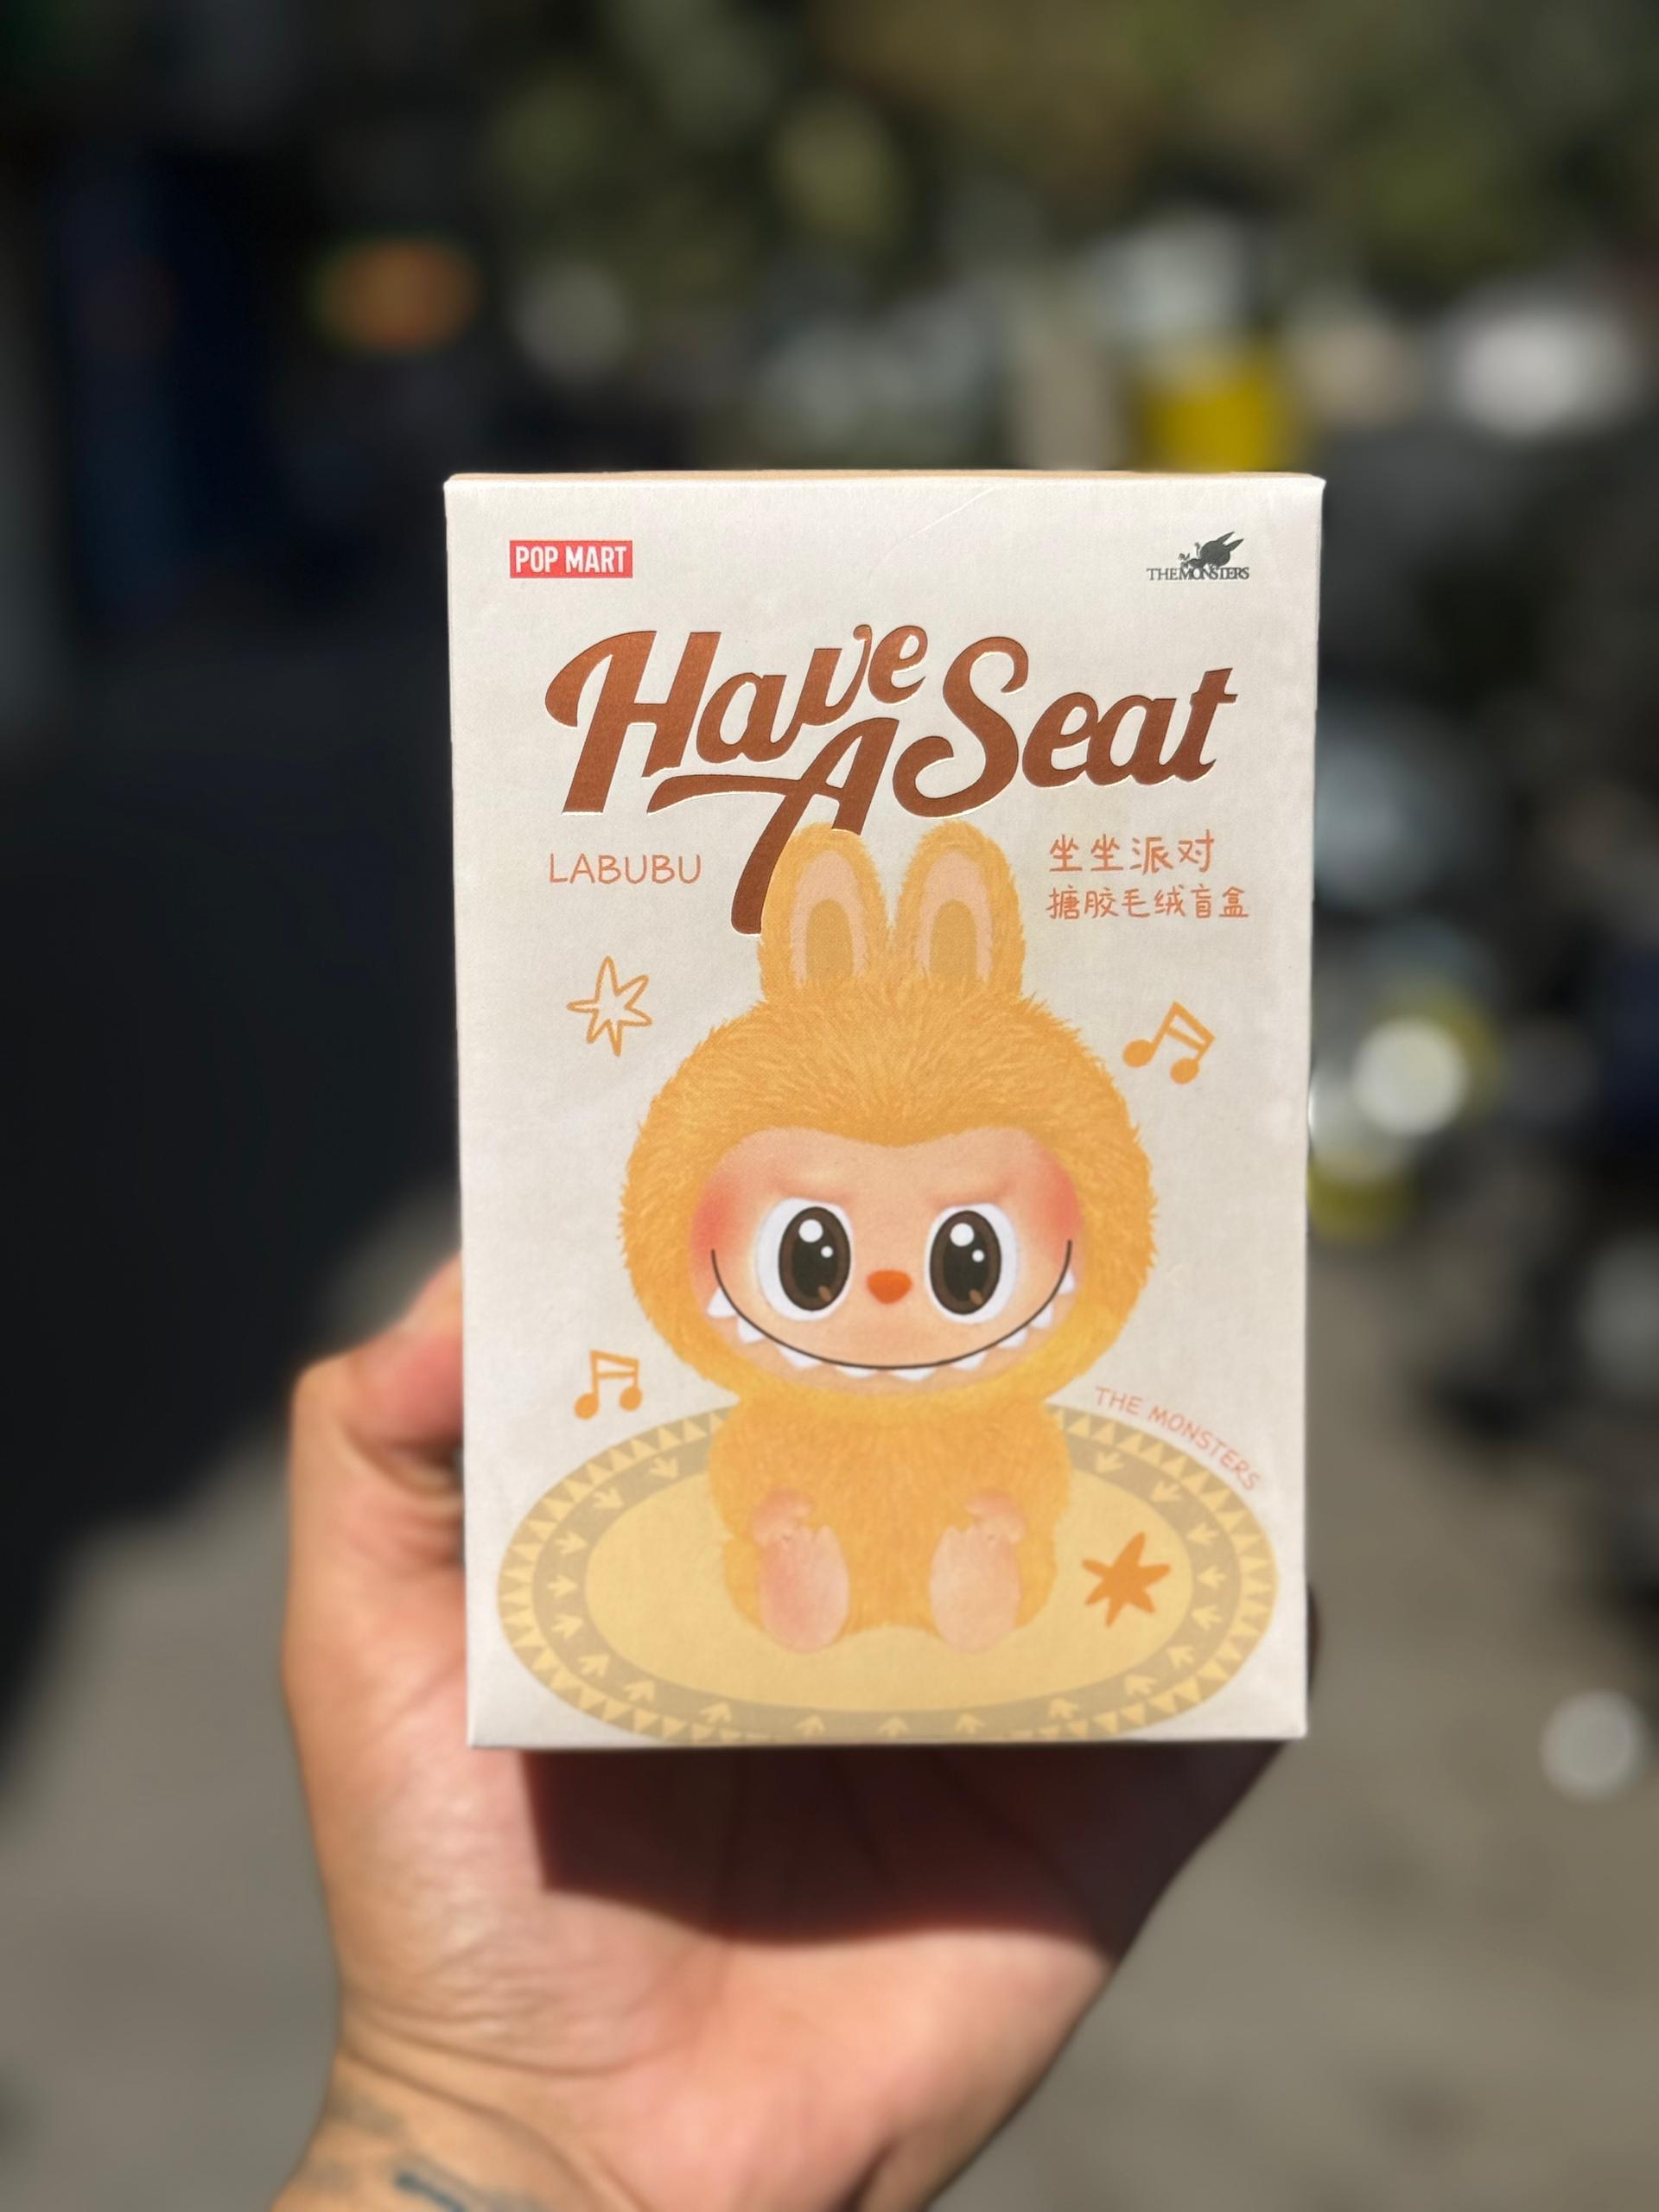 POP MART
THE MONSTERS
Have A Seat
LABUBU
坐坐派对
搪胶毛绒盲盒
THE MONSTERS